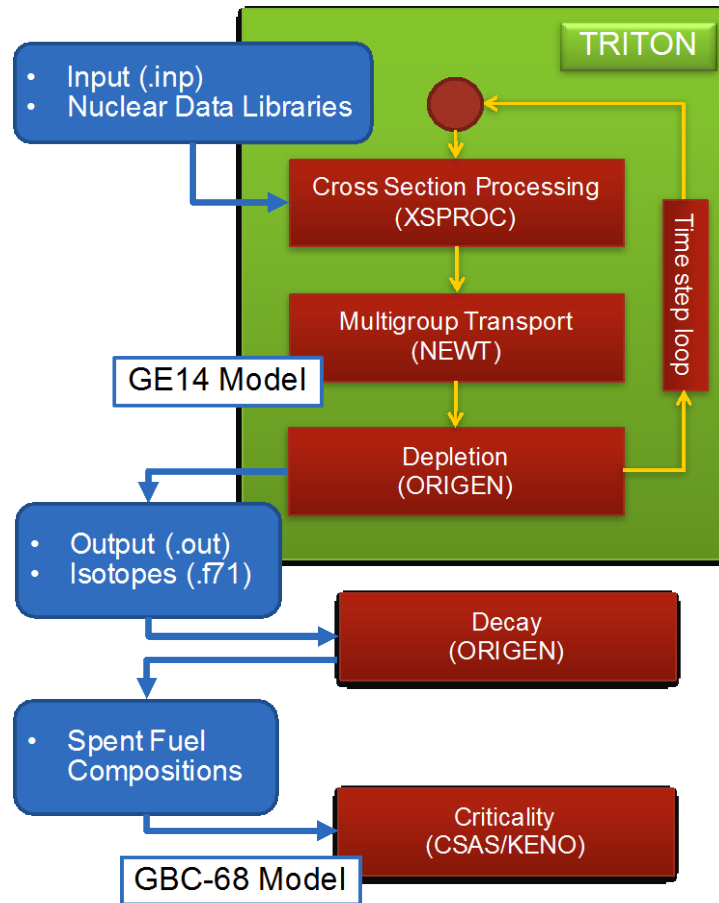 TRITON
• Input (.inp)
• Nuclear Data Libraries
Cross Section Processing
(XSPROC)
Time step loop
Multigroup Transport
(NEWT)
GE14 Model
Depletion
(ORIGEN)
• Output (.out)
• Isotopes (.f71)
Decay
(ORIGEN)
• Spent Fuel
Compositions
Criticality
(CSAS/KENO)
GBC-68 Model